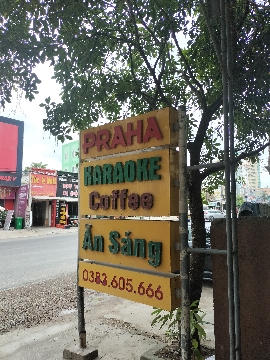 PRAHA
KARAOKE
Coffee
Ăn Sáng
0383.605.666